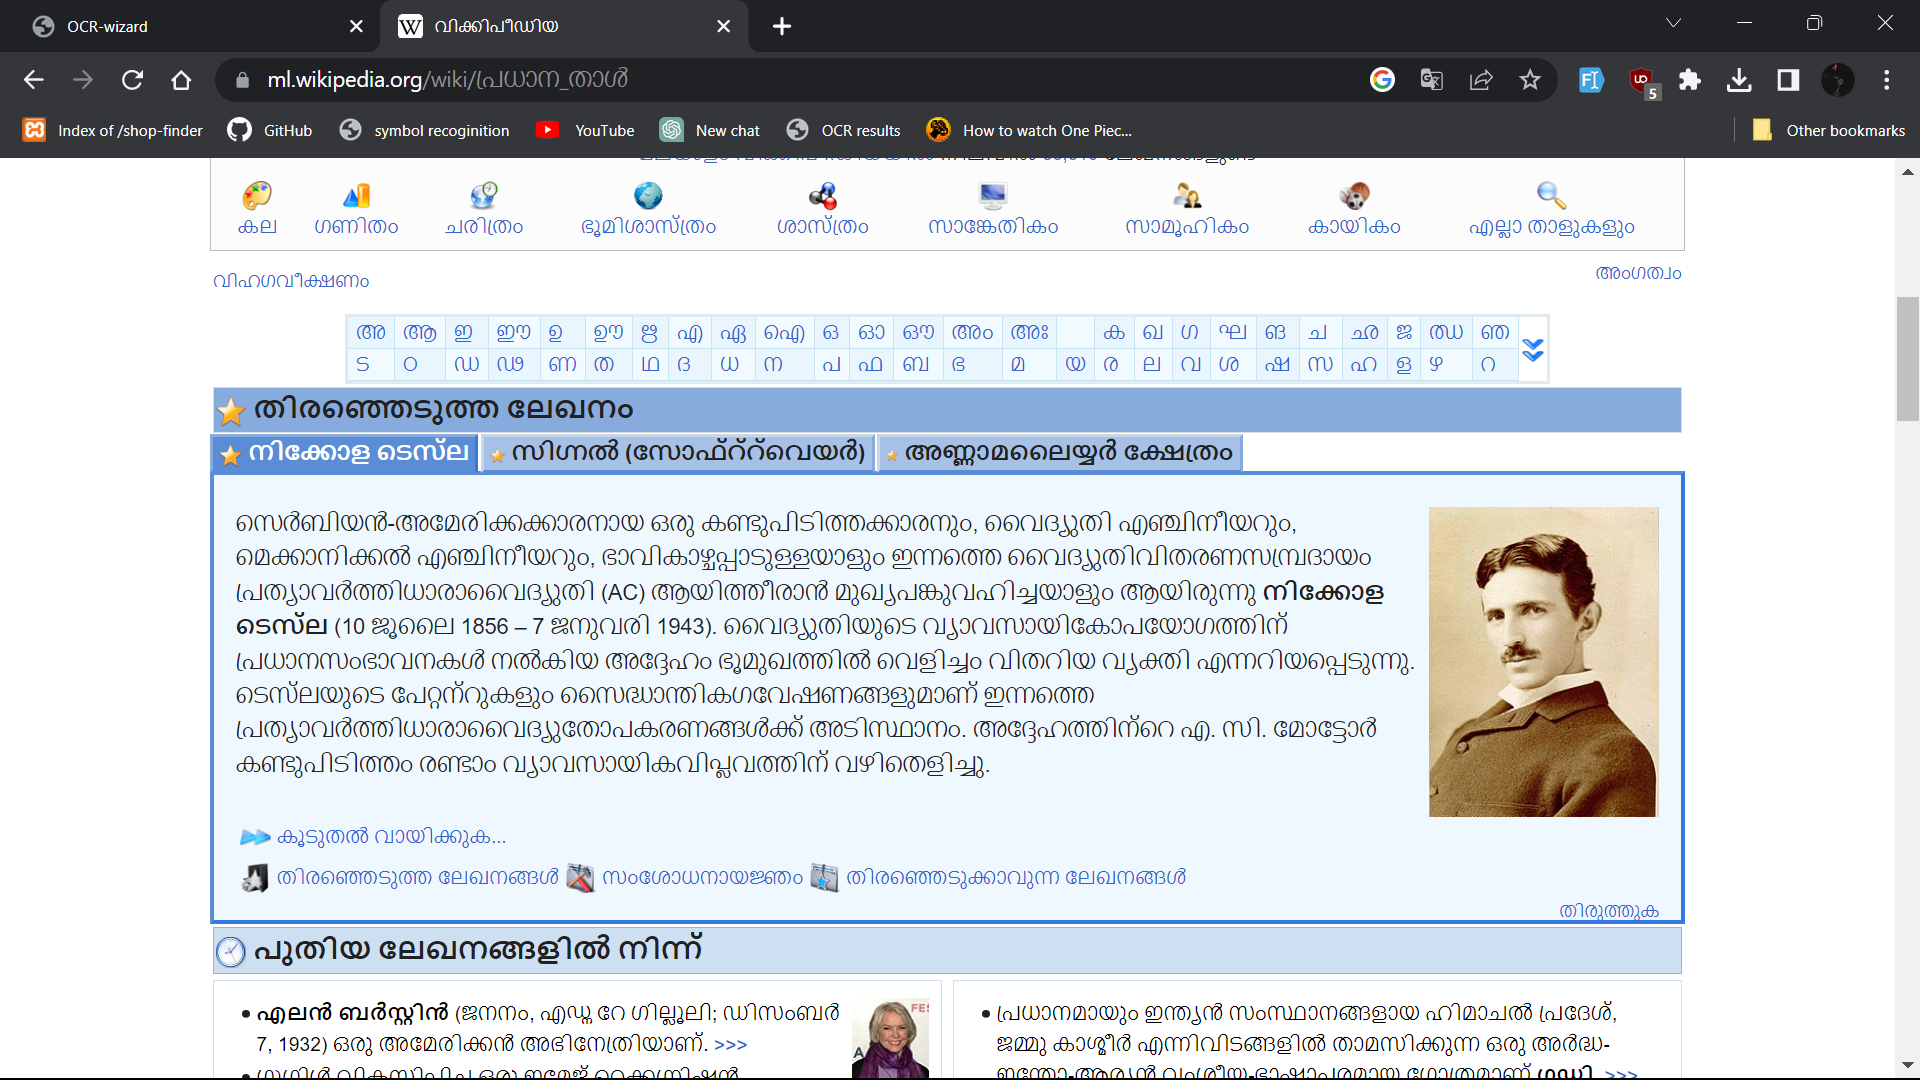 OCR-wizard
വിക്കിപീഡിയ
ml.wikipedia.org/wiki/പ്രധാന_താൾ
5
Index of /shop-finder
GitHub
symbol recoginition
YouTube
New chat
OCR results
How to watch One Piec...
Other bookmarks
കല ഗണിതം ചരിത്രം ഭൂമിശാസ്ത്രം ശാസ്ത്രം സാങ്കേതികം സാമൂഹികം കായികം എല്ലാ താളുകളും
വിഹഗവീക്ഷണം
അംഗത്വം
അ ആ ഇ ഈ ഉ ഊ ഋ എ ഏ ഐ ഒ ഓ ഔ അം അഃ ക ഖ ഗ ഘ ങ ച ഛ ജ ഝ ഞ
ട ഠ ഡ ഢ ണ ത ഥ ദ ധ ന പ ഫ ബ ഭ മ യ ര ല വ ശ ഷ സ ഹ ള ഴ റ
തിരഞ്ഞെടുത്ത ലേഖനം
നിക്കോള ടെസ്‌ല
സിഗ്നൽ (സോഫ്റ്റ്‌വെയർ)
അണ്ണാമലൈയ്യർ ക്ഷേത്രം
സെർബിയൻ-അമേരിക്കക്കാരനായ ഒരു കണ്ടുപിടിത്തക്കാരനും, വൈദ്യുതി എഞ്ചിനീയറും,
മെക്കാനിക്കൽ എഞ്ചിനീയറും, ഭാവികാഴ്ചപ്പാടുള്ളയാളും ഇന്നത്തെ വൈദ്യുതിവിതരണസമ്പ്രദായം
പ്രത്യാവർത്തിധാരാവൈദ്യുതി (AC) ആയിത്തീരാൻ മുഖ്യപങ്കുവഹിച്ചയാളും ആയിരുന്നു നിക്കോള
ടെസ്‌ല (10 ജൂലൈ 1856 – 7 ജനുവരി 1943). വൈദ്യുതിയുടെ വ്യാവസായികോപയോഗത്തിന്
പ്രധാനസംഭാവനകൾ നൽകിയ അദ്ദേഹം ഭൂമുഖത്തിൽ വെളിച്ചം വിതറിയ വ്യക്തി എന്നറിയപ്പെടുന്നു.
ടെസ്‌ലയുടെ പേറ്റന്റുകളും സൈദ്ധാന്തികഗവേഷണങ്ങളുമാണ് ഇന്നത്തെ
പ്രത്യാവർത്തിധാരാവൈദ്യുതോപകരണങ്ങൾക്ക് അടിസ്ഥാനം. അദ്ദേഹത്തിന്റെ എ. സി. മോട്ടോർ
കണ്ടുപിടിത്തം രണ്ടാം വ്യാവസായികവിപ്ലവത്തിന് വഴിതെളിച്ചു.
കൂടുതൽ വായിക്കുക...
തിരഞ്ഞെടുത്ത ലേഖനങ്ങൾ സംശോധനായജ്ഞം തിരഞ്ഞെടുക്കാവുന്ന ലേഖനങ്ങൾ
തിരുത്തുക
പുതിയ ലേഖനങ്ങളിൽ നിന്ന്
എലൻ ബർസ്റ്റിൻ (ജനനം, എഡ്ന റേ ഗില്ലൂലി; ഡിസംബർ
7, 1932) ഒരു അമേരിക്കൻ അഭിനേത്രിയാണ്. >>>
പ്രധാനമായും ഇന്ത്യൻ സംസ്ഥാനങ്ങളായ ഹിമാചൽ പ്രദേശ്,
ജമ്മു കാശ്മീർ എന്നിവിടങ്ങളിൽ താമസിക്കുന്ന ഒരു അർദ്ധ-